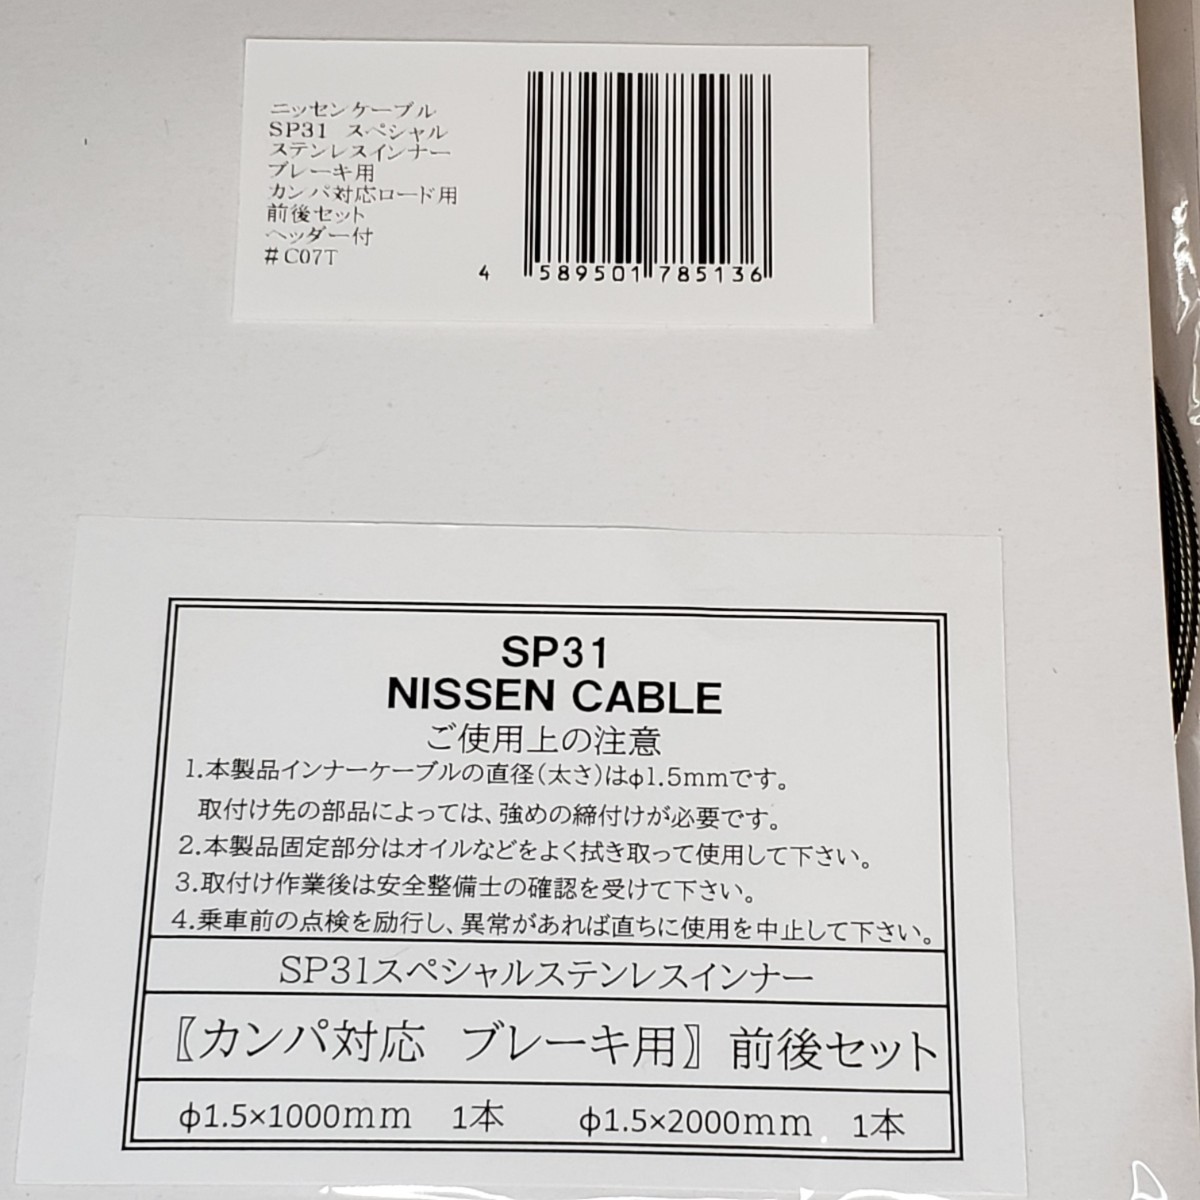 ニッセンケーブル
SP31 スペシャル
ステンレスインナー
ブレーキ用
カンパ対応ロード用
前後セット
ヘッダー付
#C07T
4 589501 785136
SP31
NISSEN CABLE
ご使用上の注意
1.本製品インナーケーブルの直径(太さ)はφ1.5mmです。
取付け先の部品によっては、強めの締付けが必要です。
2.本製品固定部分はオイルなどをよく拭き取って使用して下さい。
3.取付け作業後は安全整備士の確認を受けて下さい。
4.乗車前の点検を励行し、異常があれば直ちに使用を中止して下さい。
SP31スペシャルステンレスインナー
〖カンパ対応 ブレーキ用〗前後セット
φ1.5×1000mm 1本 φ1.5×2000mm 1本